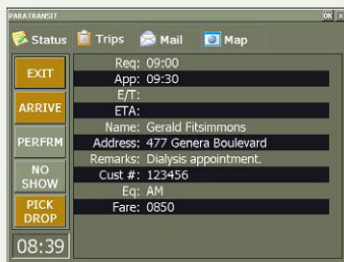 PARATRANSIT OK ×
Status Trips Mail Map
EXIT
ARRIVE
PERFRM
NO
SHOW
PICK
DROP
08:39
Req: 09:00
App: 09:30
E/T:
ETA:
Name: Gerald Fitsimmons
Address: 477 Genera Boulevard
Remarks: Dialysis appointment.
Cust #: 123456
Eq: AM
Fare: 0850